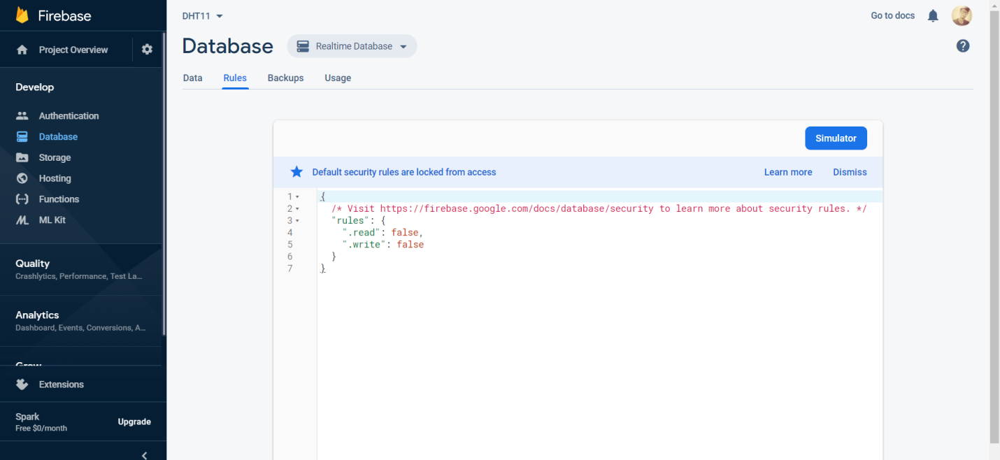 Firebase
Project Overview
Develop
Authentication
Database
Storage
Hosting
Functions
ML Kit
Quality
Crashlytics, Performance, Test La...
Analytics
Dashboard, Events, Conversions, A...
Grow
Extensions
Spark
Free $0/month
Upgrade
DHT11
Go to docs
Database
Realtime Database
?
Data Rules Backups Usage
Simulator
Default security rules are locked from access Learn more Dismiss
1 {
2 /* Visit https://firebase.google.com/docs/database/security to learn more about security rules. */
3 "rules": {
4 ".read": false,
5 ".write": false
6 }
7 }